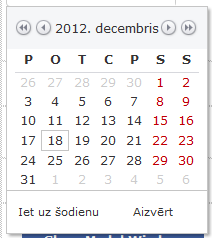 2012. decembris
P O T C P S S
26 27 28 29 30 1 2
3 4 5 6 7 8 9
10 11 12 13 14 15 16
17 18 19 20 21 22 23
24 25 26 27 28 29 30
31 1 2 3 4 5 6
Iet uz šodienu Aizvērt